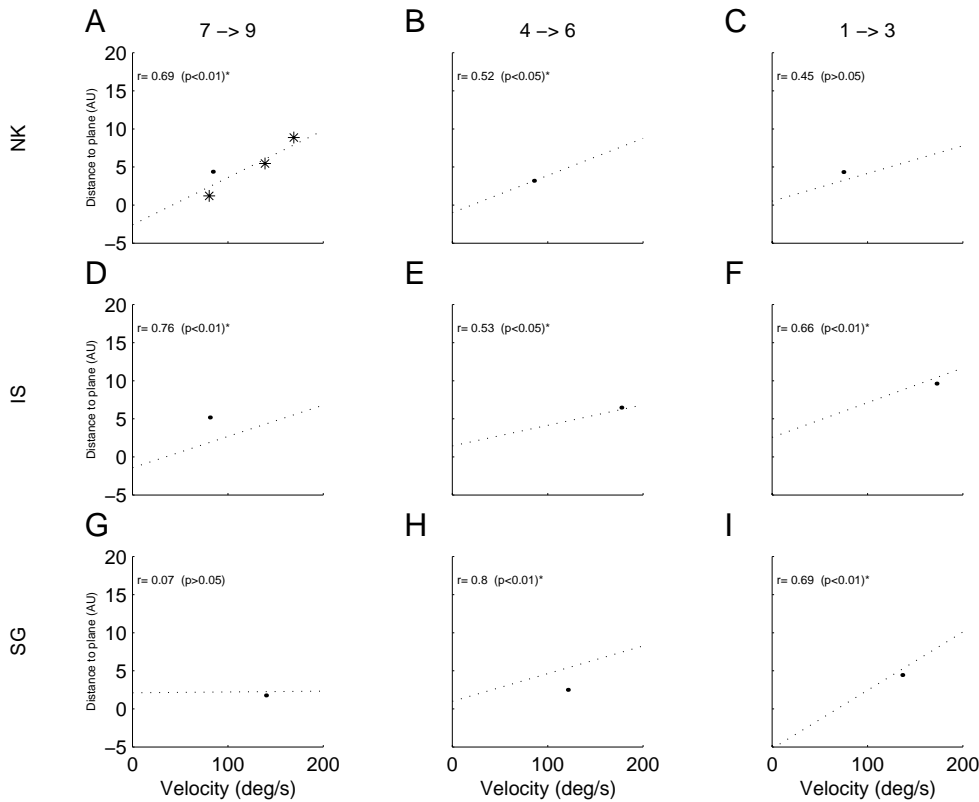 A B C
7 −> 9 4 −> 6 1 −> 3
20
r= 0.69 (p<0.01)* r= 0.52 (p<0.05)* r= 0.45 (p>0.05)
15
10
5
0
−5
Distance to plane (AU)
NK
D E F
20
r= 0.76 (p<0.01)* r= 0.53 (p<0.05)* r= 0.66 (p<0.01)*
15
10
5
0
−5
Distance to plane (AU)
IS
G H I
20
r= 0.07 (p>0.05) r= 0.8 (p<0.01)* r= 0.69 (p<0.01)*
15
10
5
0
−5
Distance to plane (AU)
SG
0 100 200 0 100 200 0 100 200
Velocity (deg/s) Velocity (deg/s) Velocity (deg/s)